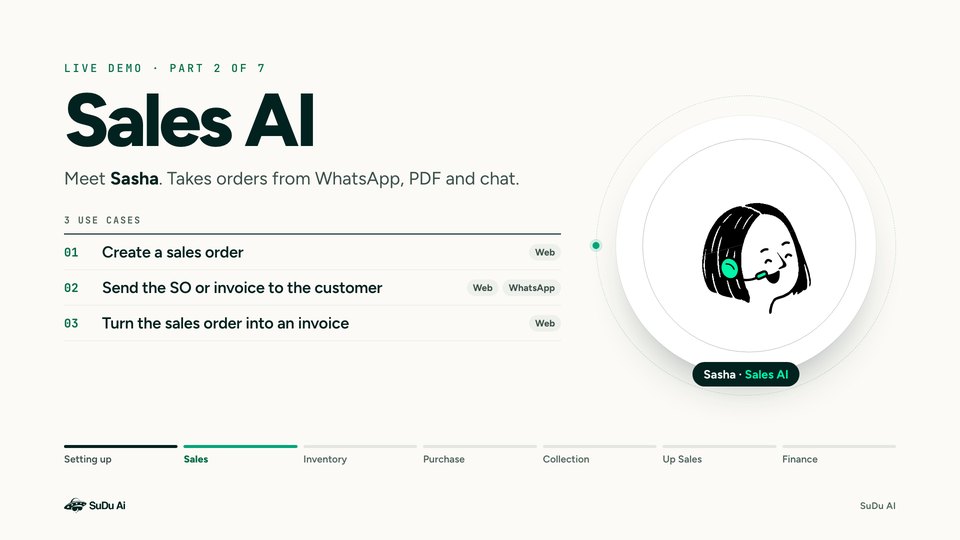 LIVE DEMO · PART 2 OF 7
Sales AI
Meet Sasha. Takes orders from WhatsApp, PDF and chat.
3 USE CASES
01 Create a sales order Web
02 Send the SO or invoice to the customer Web WhatsApp
03 Turn the sales order into an invoice Web
Sasha · Sales AI
Setting up Sales Inventory Purchase Collection Up Sales Finance
SuDu Ai
SuDu AI